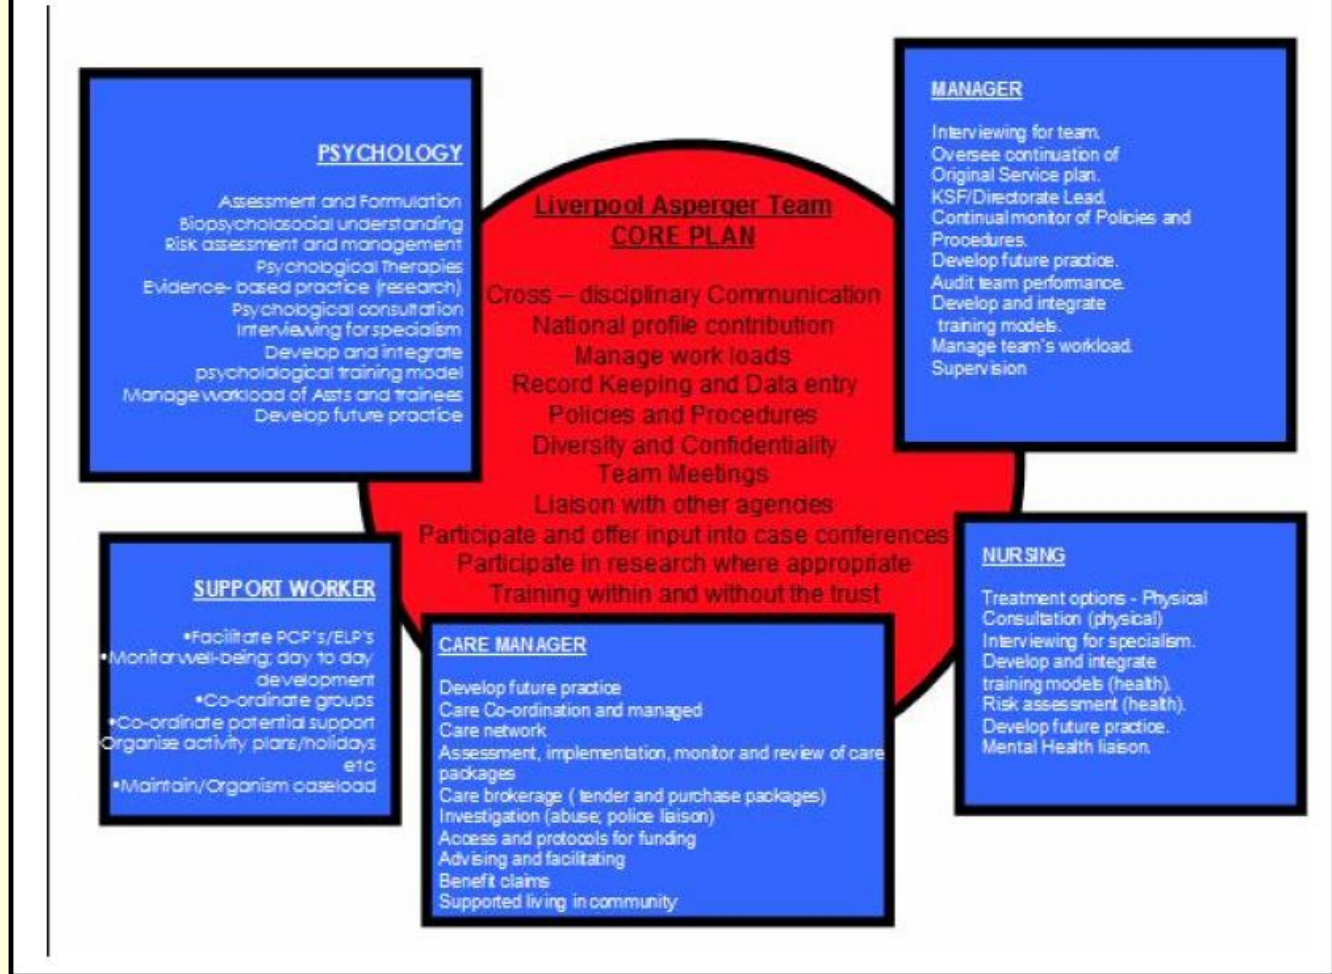 PSYCHOLOGY
Assessment and Formulation
Biopsychosocial understanding
Risk assessment and management
Psychological Therapies
Evidence- based practice (research)
Psychological consultation
Interviewing for specialism
Develop and integrate
psycholological training model
Manage workload of Assts and trainees
Develop future practice
Liverpool Asperger Team
CORE PLAN
Cross – disciplinary Communication
National profile contribution
Manage work loads
Record Keeping and Data entry
Policies and Procedures
Diversity and Confidentiality
Team Meetings
Liaison with other agencies
Participate and offer input into case conferences
Participate in research where appropriate
Training within and without the trust
MANAGER
Interviewing for team.
Oversee continuation of
Original Service plan.
KSF/Directorate Lead.
Continual monitor of Policies and
Procedures.
Develop future practice.
Audit team performance.
Develop and integrate
training models.
Manage team's workload.
Supervision
SUPPORT WORKER
•Facilitate PCP's/ELP's
•Monitor well-being; day to day
development
•Co-ordinate groups
•Co-ordinate potential support
Organise activity plans/holidays
etc
•Maintain/Organism caseload
CARE MANAGER
Develop future practice
Care Co-ordination and managed
Care network
Assessment, implementation, monitor and review of care
packages
Care brokerage ( tender and purchase packages)
Investigation (abuse; police liaison)
Access and protocols for funding
Advising and facilitating
Benefit claims
Supported living in community
NURSING
Treatment options - Physical
Consultation (physical)
Interviewing for specialism.
Develop and integrate
training models (health).
Risk assessment (health).
Develop future practice.
Mental Health liaison.